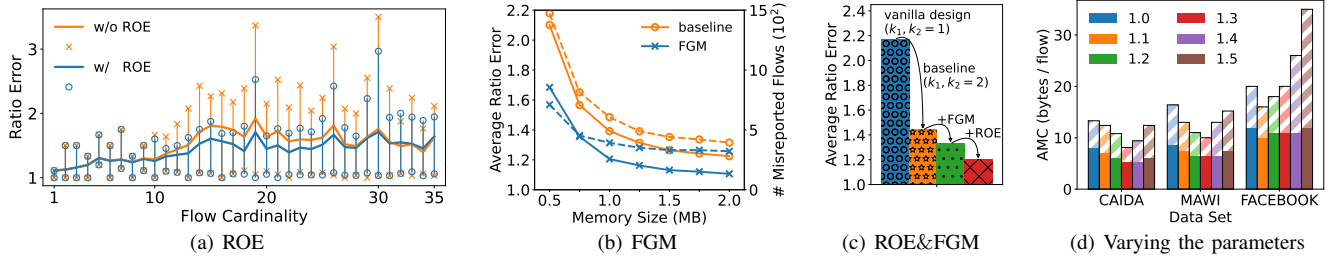 Ratio Error
3
2
1
w/o ROE
w/ ROE
1
10
20
30
35
Flow Cardinality
(a) ROE
Average Ratio Error
2.2
2.0
1.8
1.6
1.4
1.2
1.0
baseline
FGM
15
10
5
0
# Misreported Flows (10²)
0.5
1.0
1.5
2.0
Memory Size (MB)
(b) FGM
Average Ratio Error
2.4
2.2
2.0
1.8
1.6
1.4
1.2
1.0
vanilla design
(k₁, k₂ = 1)
baseline
(k₁, k₂ = 2)
+FGM
+ROE
(c) ROE&FGM
AMC (bytes / flow)
30
20
10
0
1.0
1.3
1.1
1.4
1.2
1.5
CAIDA
MAWI
FACEBOOK
Data Set
(d) Varying the parameters